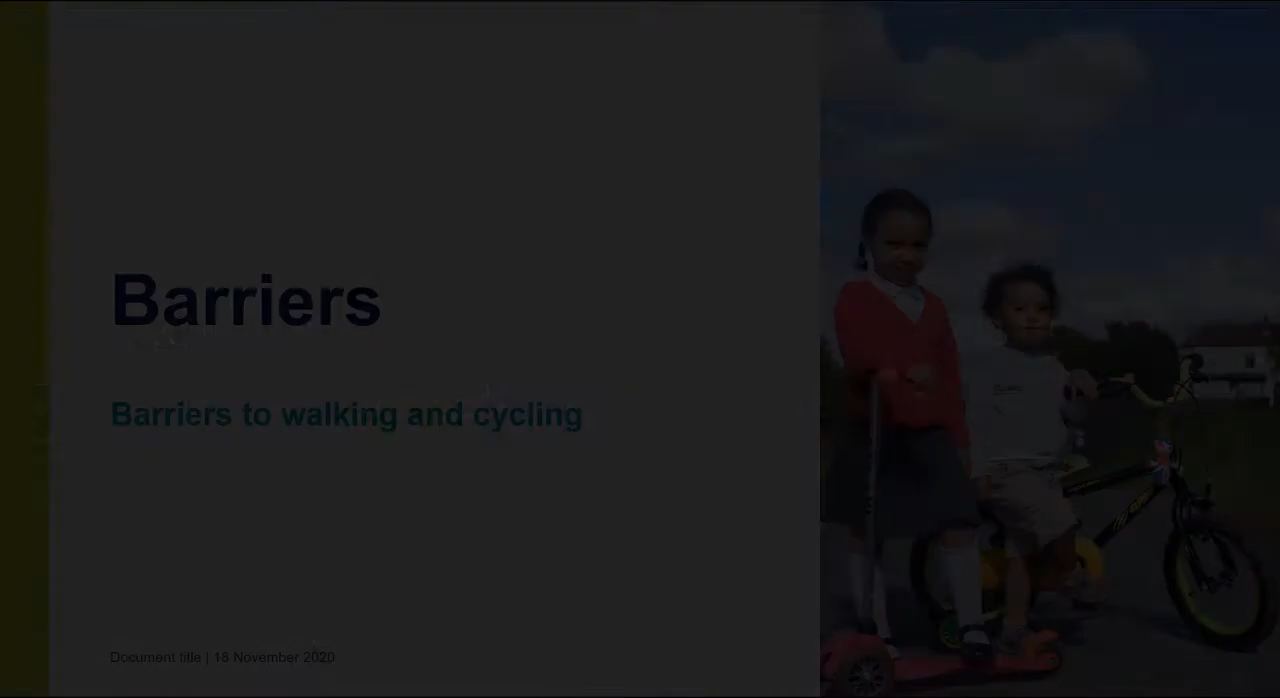 Barriers
Barriers to walking and cycling
Document title | 18 November 2020